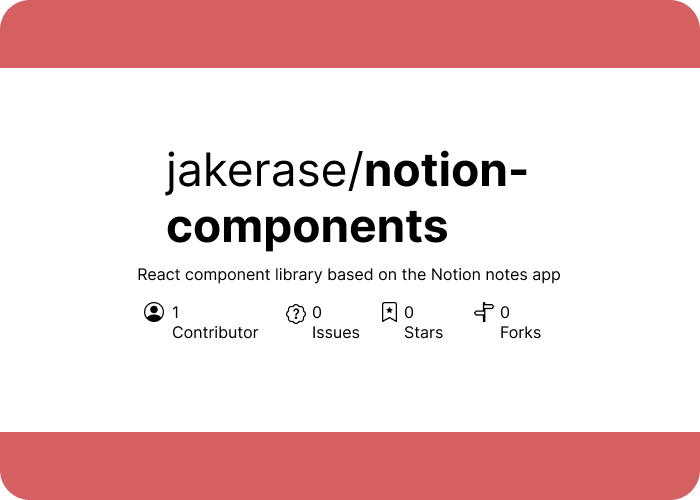 jakerase/notion-
components
React component library based on the Notion notes app
1 0 0 0
Contributor Issues Stars Forks